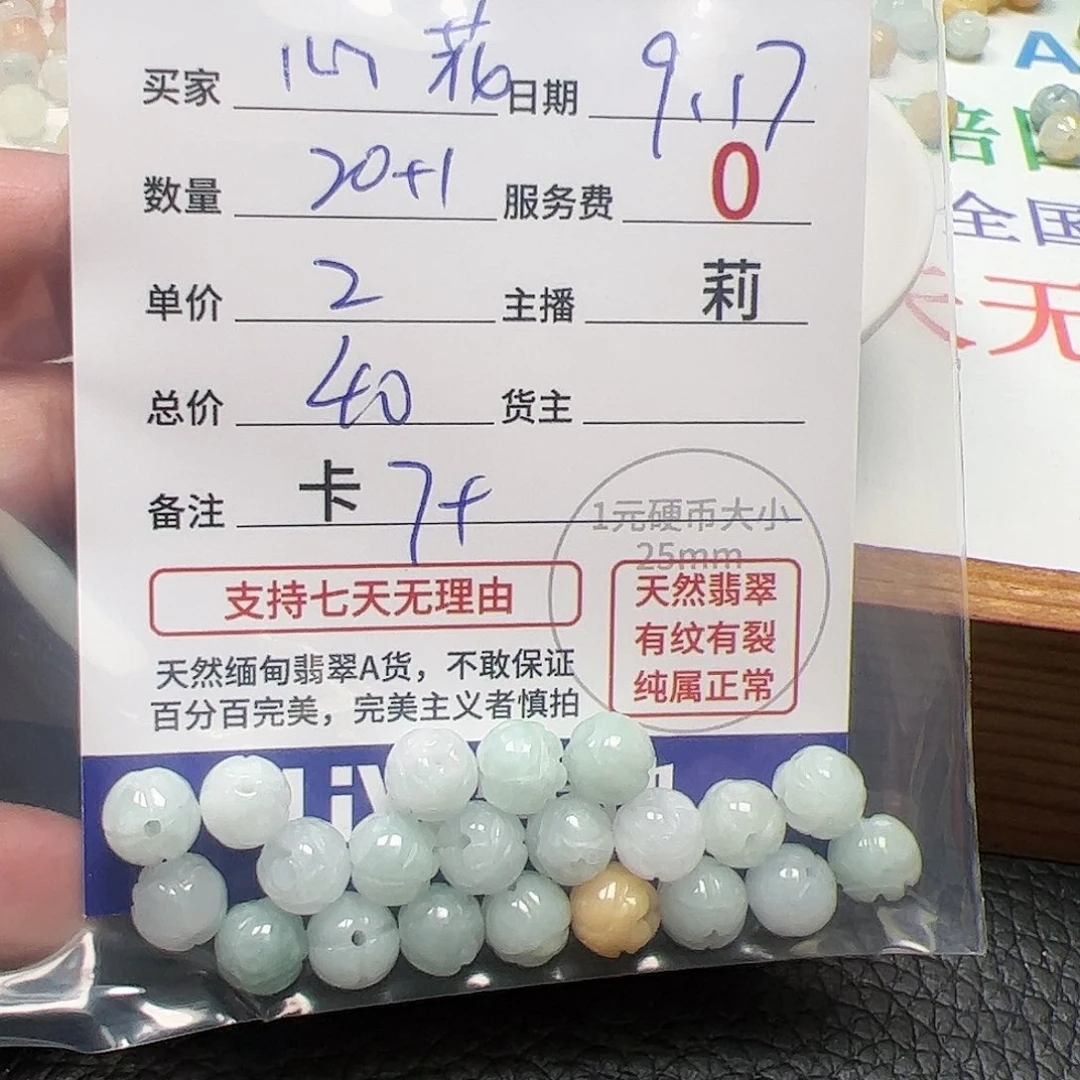 买家 日期 9.17
数量 20+1 服务费 0
单价 2 主播 莉
总价 40 货主
备注 卡 7+
1元硬币大小
25mm
支持七天无理由
天然翡翠
有纹有裂
纯属正常
天然缅甸翡翠A货，不敢保证
百分百完美，完美主义者慎拍
A
全国
无